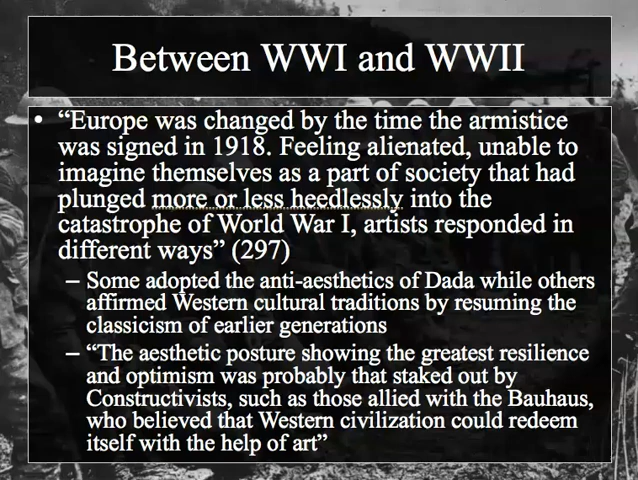 Between WWI and WWII
• “Europe was changed by the time the armistice
was signed in 1918. Feeling alienated, unable to
imagine themselves as a part of society that had
plunged more or less heedlessly into the
catastrophe of World War I, artists responded in
different ways” (297)
– Some adopted the anti-aesthetics of Dada while others
affirmed Western cultural traditions by resuming the
classicism of earlier generations
– “The aesthetic posture showing the greatest resilience
and optimism was probably that staked out by
Constructivists, such as those allied with the Bauhaus,
who believed that Western civilization could redeem
itself with the help of art”